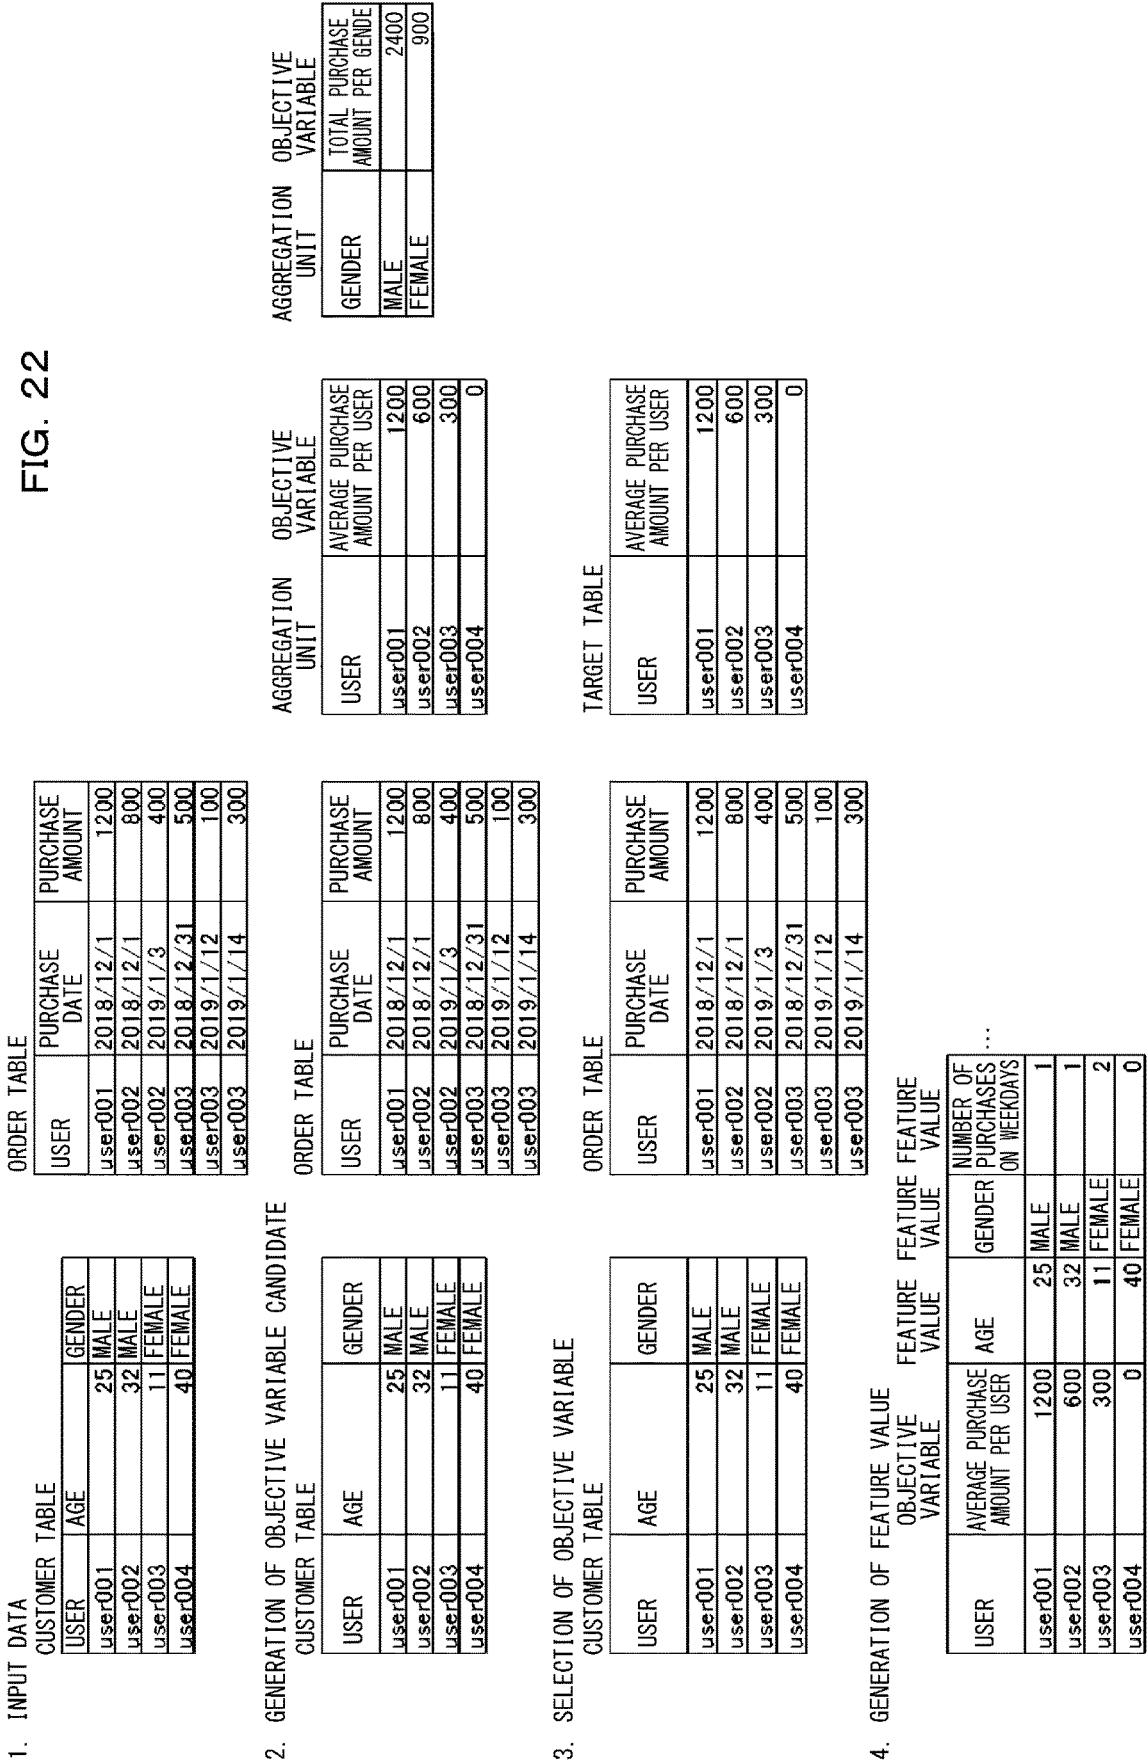 FIG. 22
1. INPUT DATA
CUSTOMER TABLE
USER AGE GENDER
user001 25 MALE
user002 32 MALE
user003 11 FEMALE
user004 40 FEMALE
ORDER TABLE
USER PURCHASE DATE PURCHASE AMOUNT
user001 2018/12/1 1200
user002 2018/12/1 800
user002 2019/1/3 400
user003 2018/12/31 500
user003 2019/1/12 100
user003 2019/1/14 300
2. GENERATION OF OBJECTIVE VARIABLE CANDIDATE
CUSTOMER TABLE
USER AGE GENDER
user001 25 MALE
user002 32 MALE
user003 11 FEMALE
user004 40 FEMALE
ORDER TABLE
USER PURCHASE DATE PURCHASE AMOUNT
user001 2018/12/1 1200
user002 2018/12/1 800
user002 2019/1/3 400
user003 2018/12/31 500
user003 2019/1/12 100
user003 2019/1/14 300
AGGREGATION UNIT OBJECTIVE VARIABLE
USER AVERAGE PURCHASE AMOUNT PER USER
user001 1200
user002 600
user003 300
user004 0
AGGREGATION UNIT OBJECTIVE VARIABLE
GENDER TOTAL PURCHASE AMOUNT PER GENDE
MALE 2400
FEMALE 900
3. SELECTION OF OBJECTIVE VARIABLE
CUSTOMER TABLE
USER AGE GENDER
user001 25 MALE
user002 32 MALE
user003 11 FEMALE
user004 40 FEMALE
ORDER TABLE
USER PURCHASE DATE PURCHASE AMOUNT
user001 2018/12/1 1200
user002 2018/12/1 800
user002 2019/1/3 400
user003 2018/12/31 500
user003 2019/1/12 100
user003 2019/1/14 300
TARGET TABLE
USER AVERAGE PURCHASE AMOUNT PER USER
user001 1200
user002 600
user003 300
user004 0
4. GENERATION OF FEATURE VALUE
OBJECTIVE VARIABLE FEATURE VALUE FEATURE VALUE FEATURE VALUE
USER AVERAGE PURCHASE AMOUNT PER USER AGE GENDER NUMBER OF PURCHASES ON WEEKDAYS ...
user001 1200 25 MALE 1
user002 600 32 MALE 1
user003 300 11 FEMALE 2
user004 0 40 FEMALE 0